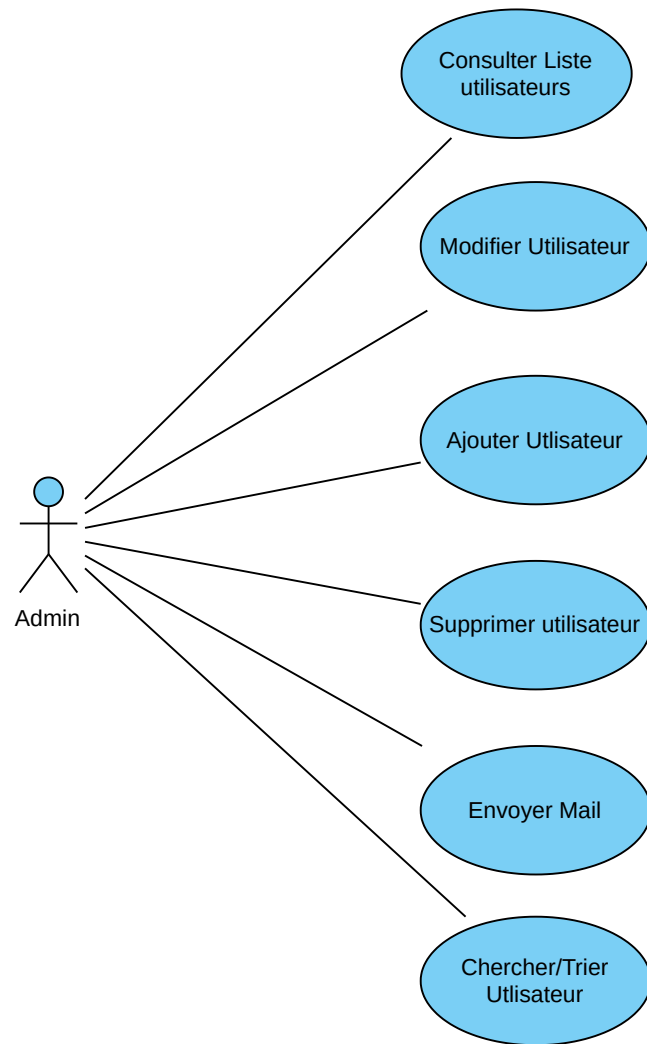 Consulter Liste
utilisateurs
Modifier Utilisateur
Ajouter Utlisateur
Admin
Supprimer utilisateur
Envoyer Mail
Chercher/Trier
Utlisateur